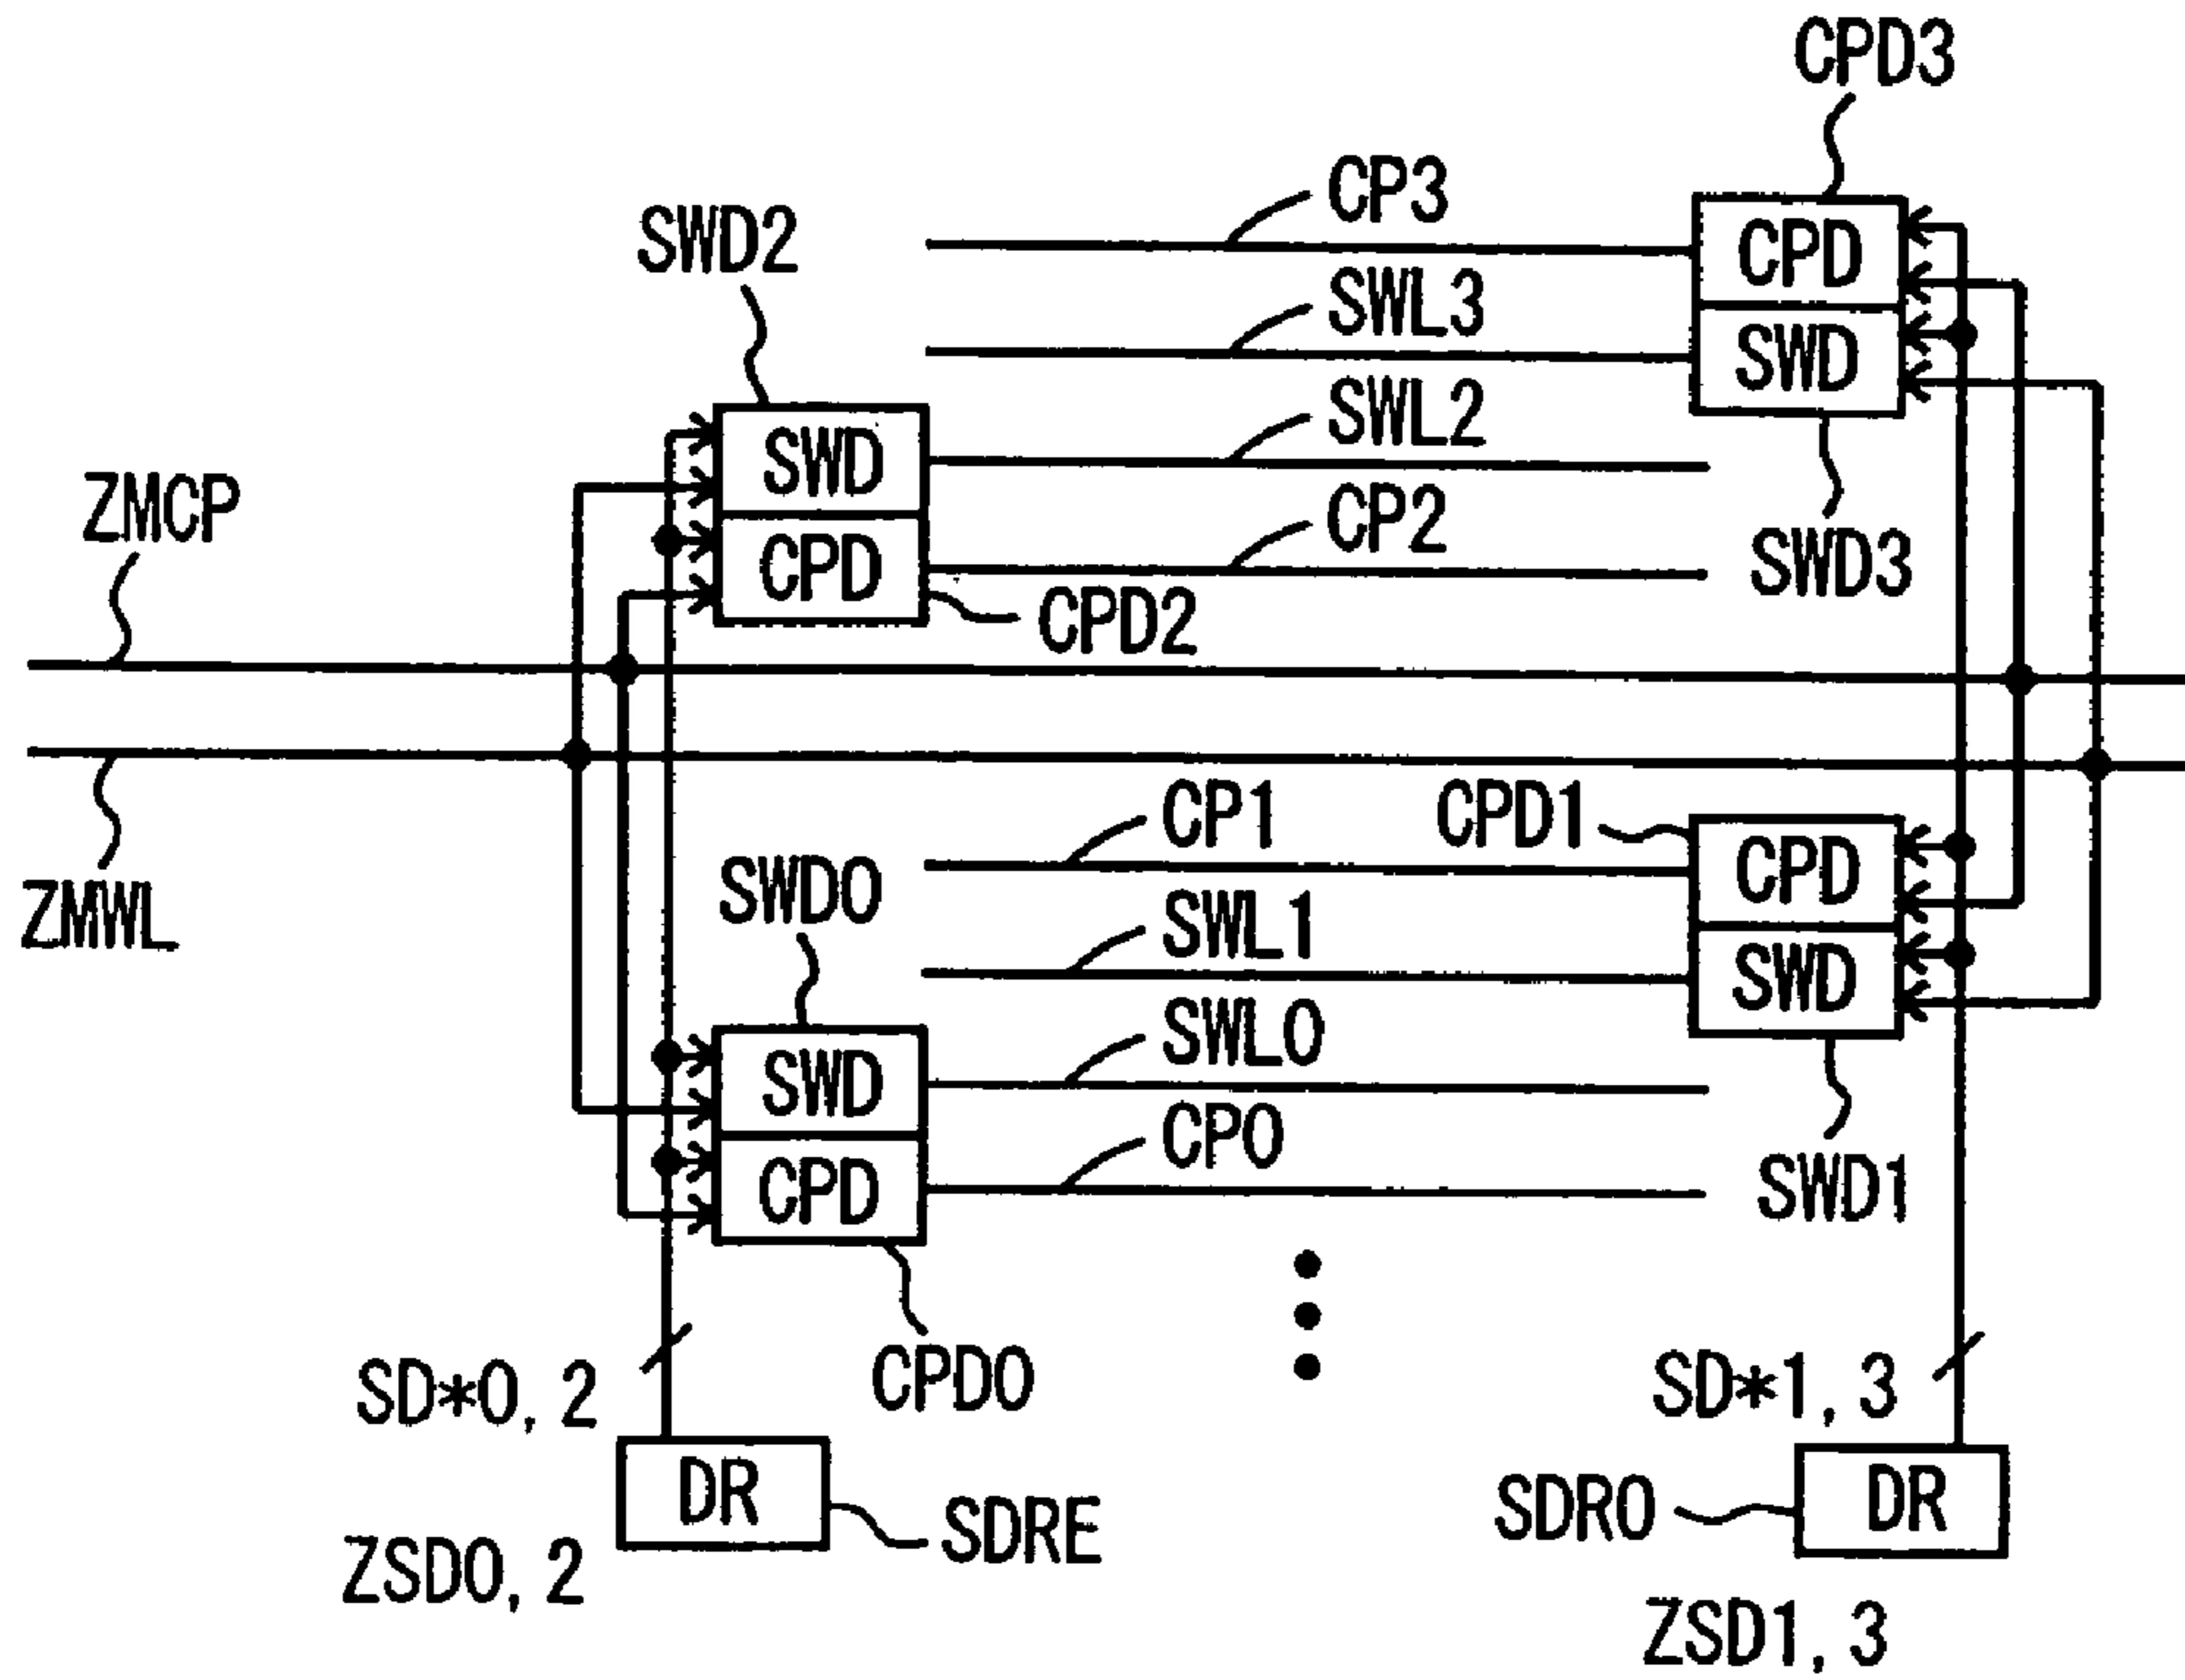 CPD3
CP3
SWD2
CPD
SWL3
SWD
SWL2
SWD
ZMCP
CP2
CPD
SWD3
CPD2
CP1
CPD1
CPD
SWD0
ZMWL
SWL1
SWD
SWL0
SWD
CP0
CPD
SWD1
CPD0
SD*0, 2
SD*1, 3
DR
DR
SDRE
SDRO
ZSD0, 2
ZSD1, 3